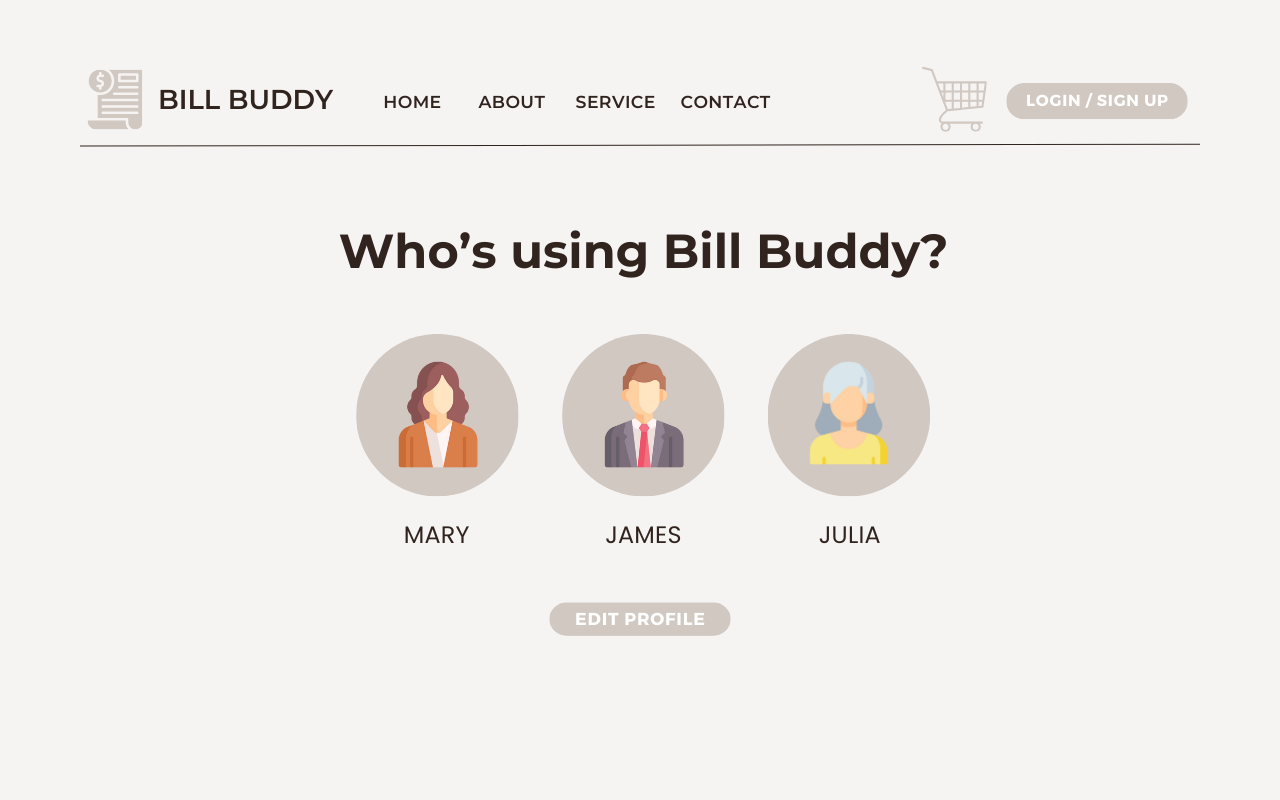 $
BILL BUDDY
HOME ABOUT SERVICE CONTACT
LOGIN / SIGN UP
Who’s using Bill Buddy?
MARY JAMES JULIA
EDIT PROFILE